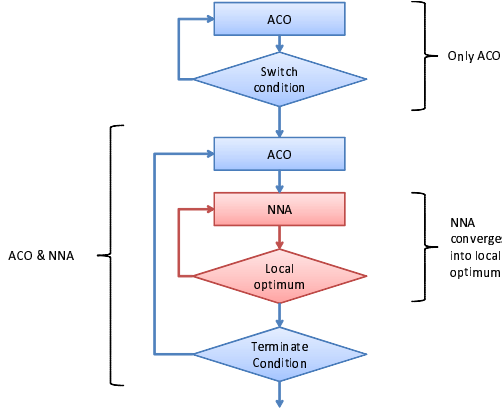 ACO
Switch
condition
Only ACO
ACO
NNA
Local
optimum
NNA
converges
into local
optimum
ACO & NNA
Terminate
Condition